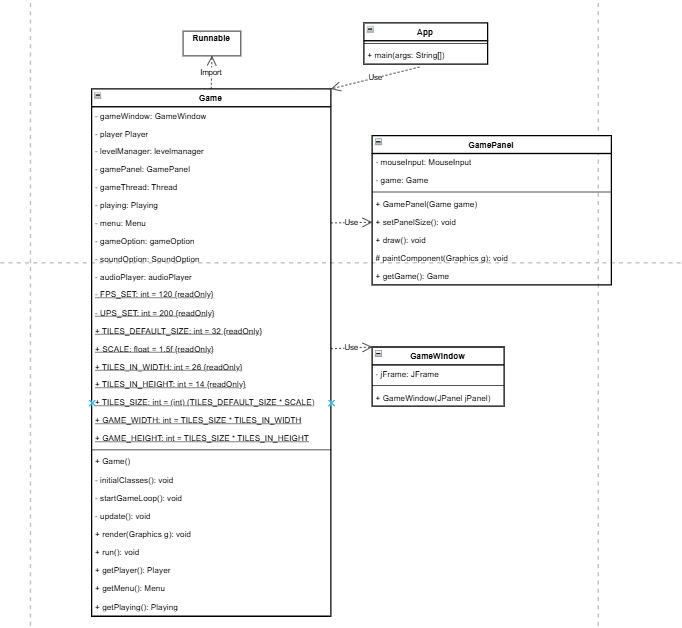 Runnable
App
+ main(args: String[])
Import
Use
Game
- gameWindow: GameWindow
- player Player
- levelManager: levelmanager
- gamePanel: GamePanel
- gameThread: Thread
- playing: Playing
- menu: Menu
- gameOption: gameOption
- soundOption: SoundOption
- audioPlayer: audioPlayer
- FPS_SET: int = 120 {readOnly}
- UPS_SET: int = 200 {readOnly}
+ TILES_DEFAULT_SIZE: int = 32 {readOnly}
+ SCALE: float = 1.5f {readOnly}
+ TILES_IN_WIDTH: int = 26 {readOnly}
+ TILES_IN_HEIGHT: int = 14 {readOnly}
+ TILES_SIZE: int = (int) (TILES_DEFAULT_SIZE * SCALE)
+ GAME_WIDTH: int = TILES_SIZE * TILES_IN_WIDTH
+ GAME_HEIGHT: int = TILES_SIZE * TILES_IN_HEIGHT
+ Game()
- initialClasses(): void
- startGameLoop(): void
- update(): void
+ render(Graphics g): void
+ run(): void
+ getPlayer(): Player
+ getMenu(): Menu
+ getPlaying(): Playing
Use
GamePanel
- mouseInput: MouseInput
- game: Game
+ GamePanel(Game game)
+ setPanelSize(): void
+ draw(): void
# paintComponent(Graphics g): void
+ getGame(): Game
Use
GameWindow
- jFrame: JFrame
+ GameWindow(JPanel jPanel)